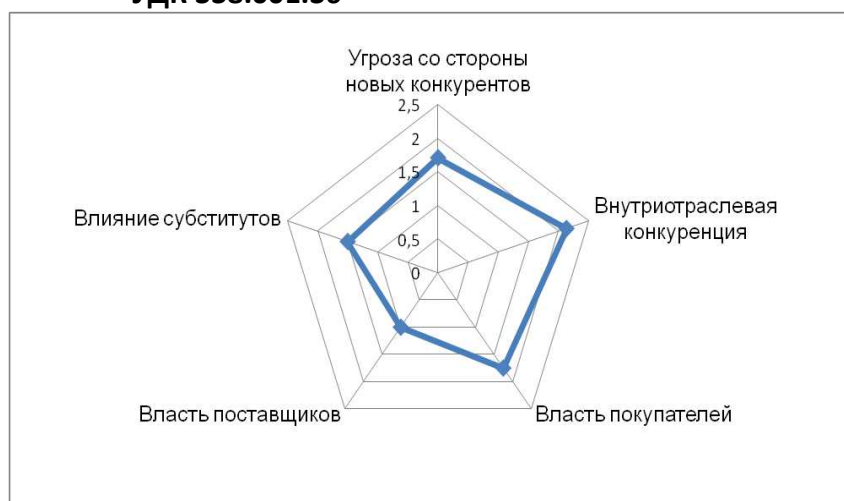 Угроза со стороны
новых конкурентов
2,5
2
1,5
1
0,5
0
Внутриотраслевая
конкуренция
Власть покупателей
Власть поставщиков
Влияние субститутов